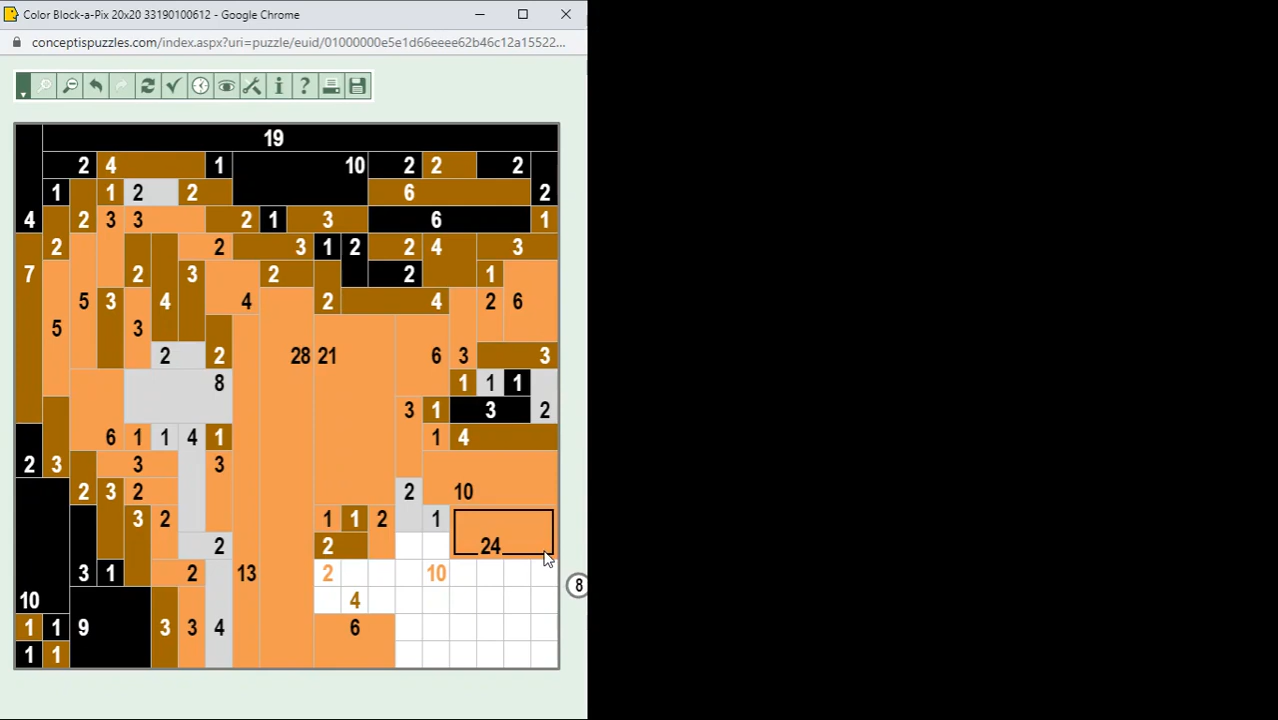 Color Block-a-Pix 20x20 33190100612 - Google Chrome
conceptispuzzles.com/index.aspx?uri=puzzle/euid/01000000e5e1d66eeee62b46c12a15522...
19
2 4 1 10 2 2 2
1 1 2 2 6 2
4 2 3 3 2 1 3 6 1
2 2 3 1 2 2 4 3
7 2 3 2 2 1
5 3 4 4 2 4 2 6
5 3
2 2 28 21 6 3 3
8 1 1 1
3 1 3 2
6 1 1 4 1 1 4
2 3 3 3
2 3 2 2 10
3 2 1 1 2 1
2 2 24
3 1 2 13 2 10
8
10 4
1 1 9 3 3 4 6
1 1